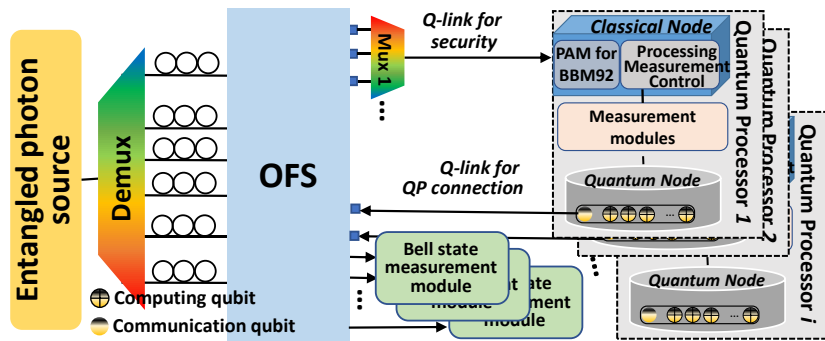 Entangled photon
source
Demux
OFS
Mux 1
...
Q-link for
security
Classical Node
PAM for
BBM92
Processing
Measurement
Control
Measurement
modules
Quantum Node
...
Quantum Processor 1
Quantum Processor 2
Quantum Processor i
Q-link for
QP connection
Bell state
measurement
module
module
module
...
...
Quantum Node
...
Computing qubit
Communication qubit